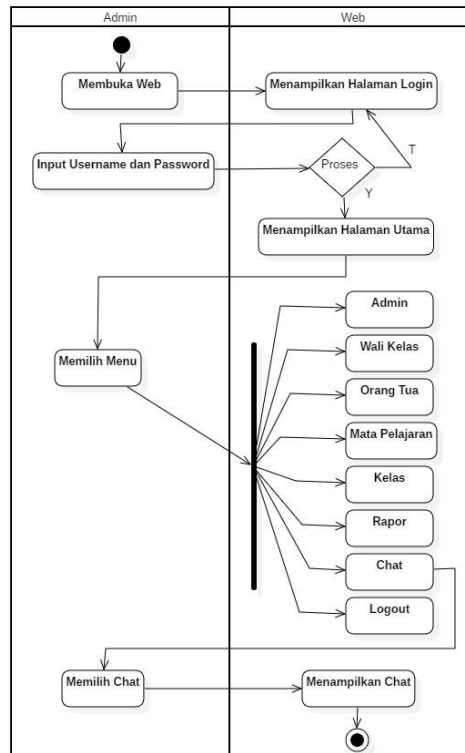 Admin
Web
Membuka Web
Menampilkan Halaman Login
Input Username dan Password
Proses
T
Y
Menampilkan Halaman Utama
Admin
Memilih Menu
Wali Kelas
Orang Tua
Mata Pelajaran
Kelas
Rapor
Chat
Logout
Memilih Chat
Menampilkan Chat